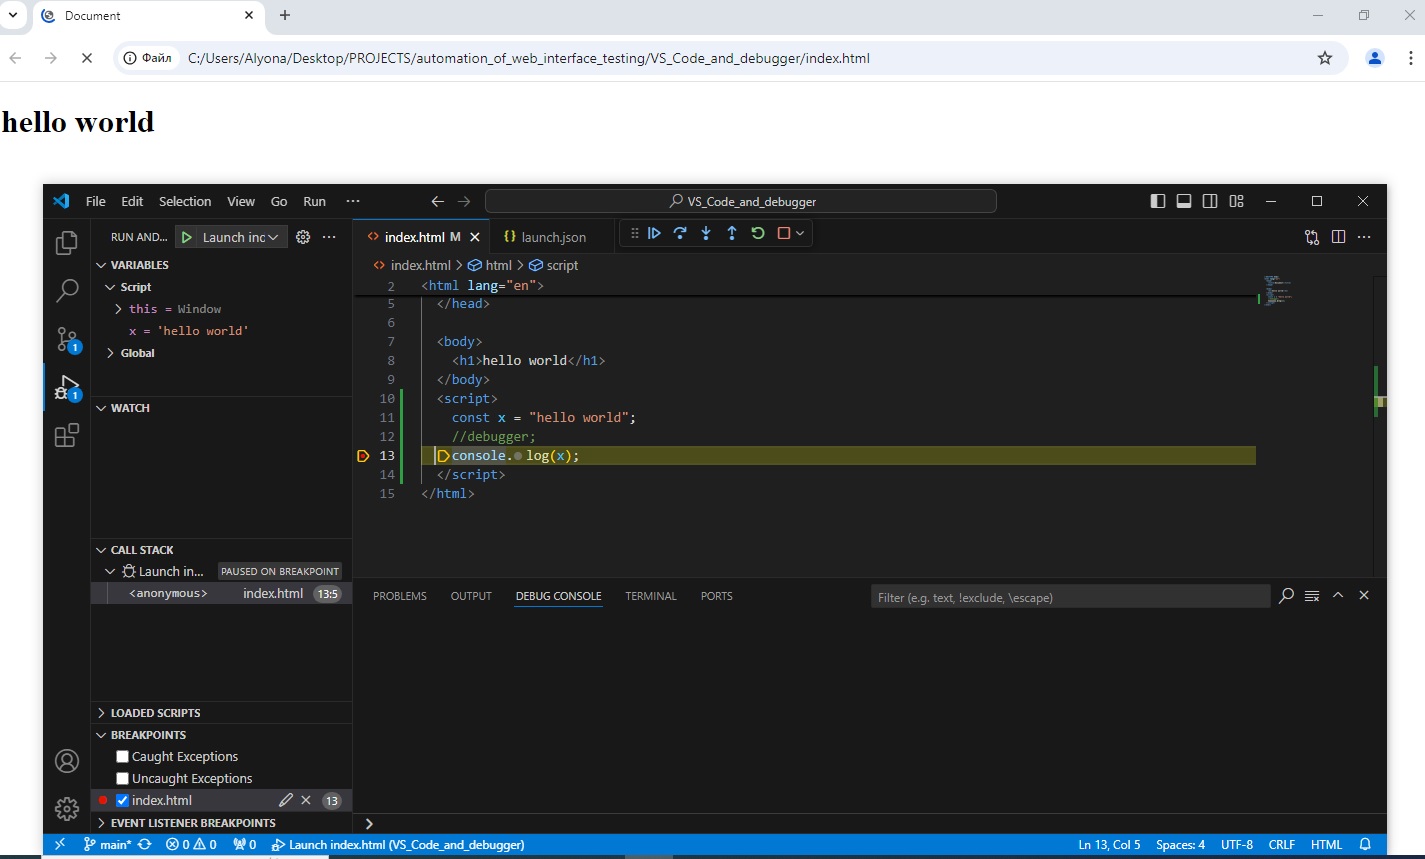 Document
Файл
C:/Users/Alyona/Desktop/PROJECTS/automation_of_web_interface_testing/VS_Code_and_debugger/index.html
hello world
File Edit Selection View Go Run ··· VS_Code_and_debugger
RUN AND... Launch inc
index.html M
launch.json
index.html > html > script
VARIABLES
Script
this = Window
x = 'hello world'
Global
WATCH
CALL STACK
Launch in... PAUSED ON BREAKPOINT
<anonymous> index.html 13:5
LOADED SCRIPTS
BREAKPOINTS
Caught Exceptions
Uncaught Exceptions
index.html 13
EVENT LISTENER BREAKPOINTS
1
1
2 <html lang="en">
5 </head>
6
7 <body>
8 <h1>hello world</h1>
9 </body>
10 <script>
11 const x = "hello world";
12 //debugger;
13 console.log(x);
14 </script>
15 </html>
PROBLEMS OUTPUT DEBUG CONSOLE TERMINAL PORTS
Filter (e.g. text, !exclude, \escape)
main* 0 0 0 Launch index.html (VS_Code_and_debugger)
Ln 13, Col 5 Spaces: 4 UTF-8 CRLF HTML